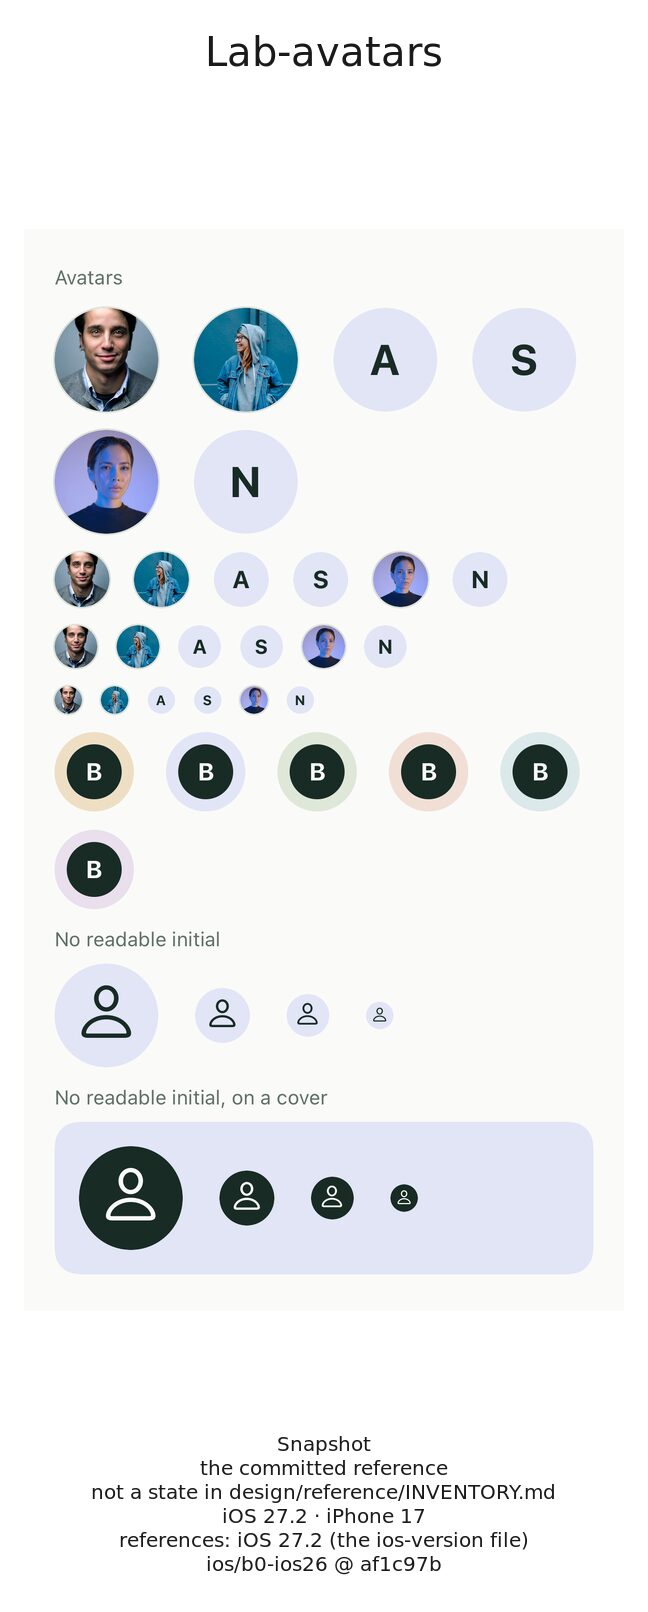 Lab-avatars
Avatars
A S
N
A S N
A S N
A S N
B B B B B
B
No readable initial
No readable initial, on a cover
Snapshot
the committed reference
not a state in design/reference/INVENTORY.md
iOS 27.2 · iPhone 17
references: iOS 27.2 (the ios-version file)
ios/b0-ios26 @ af1c97b